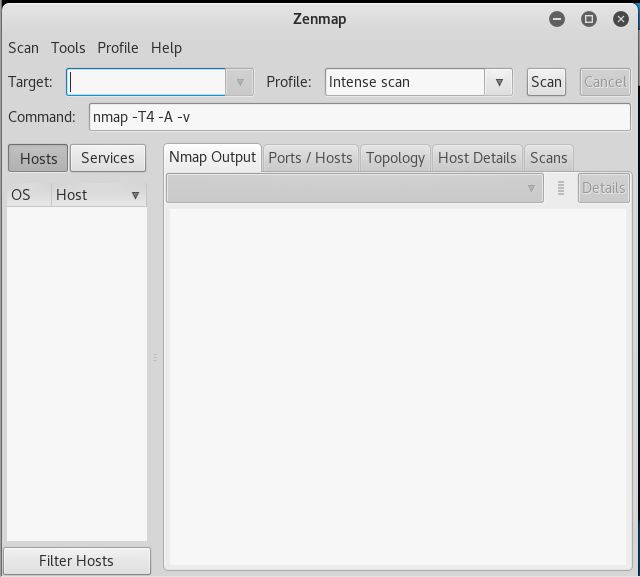 Zenmap
Scan Tools Profile Help
Target: Profile: Intense scan Scan Cancel
Command: nmap -T4 -A -v
Hosts Services Nmap Output Ports / Hosts Topology Host Details Scans
OS Host Details
Filter Hosts